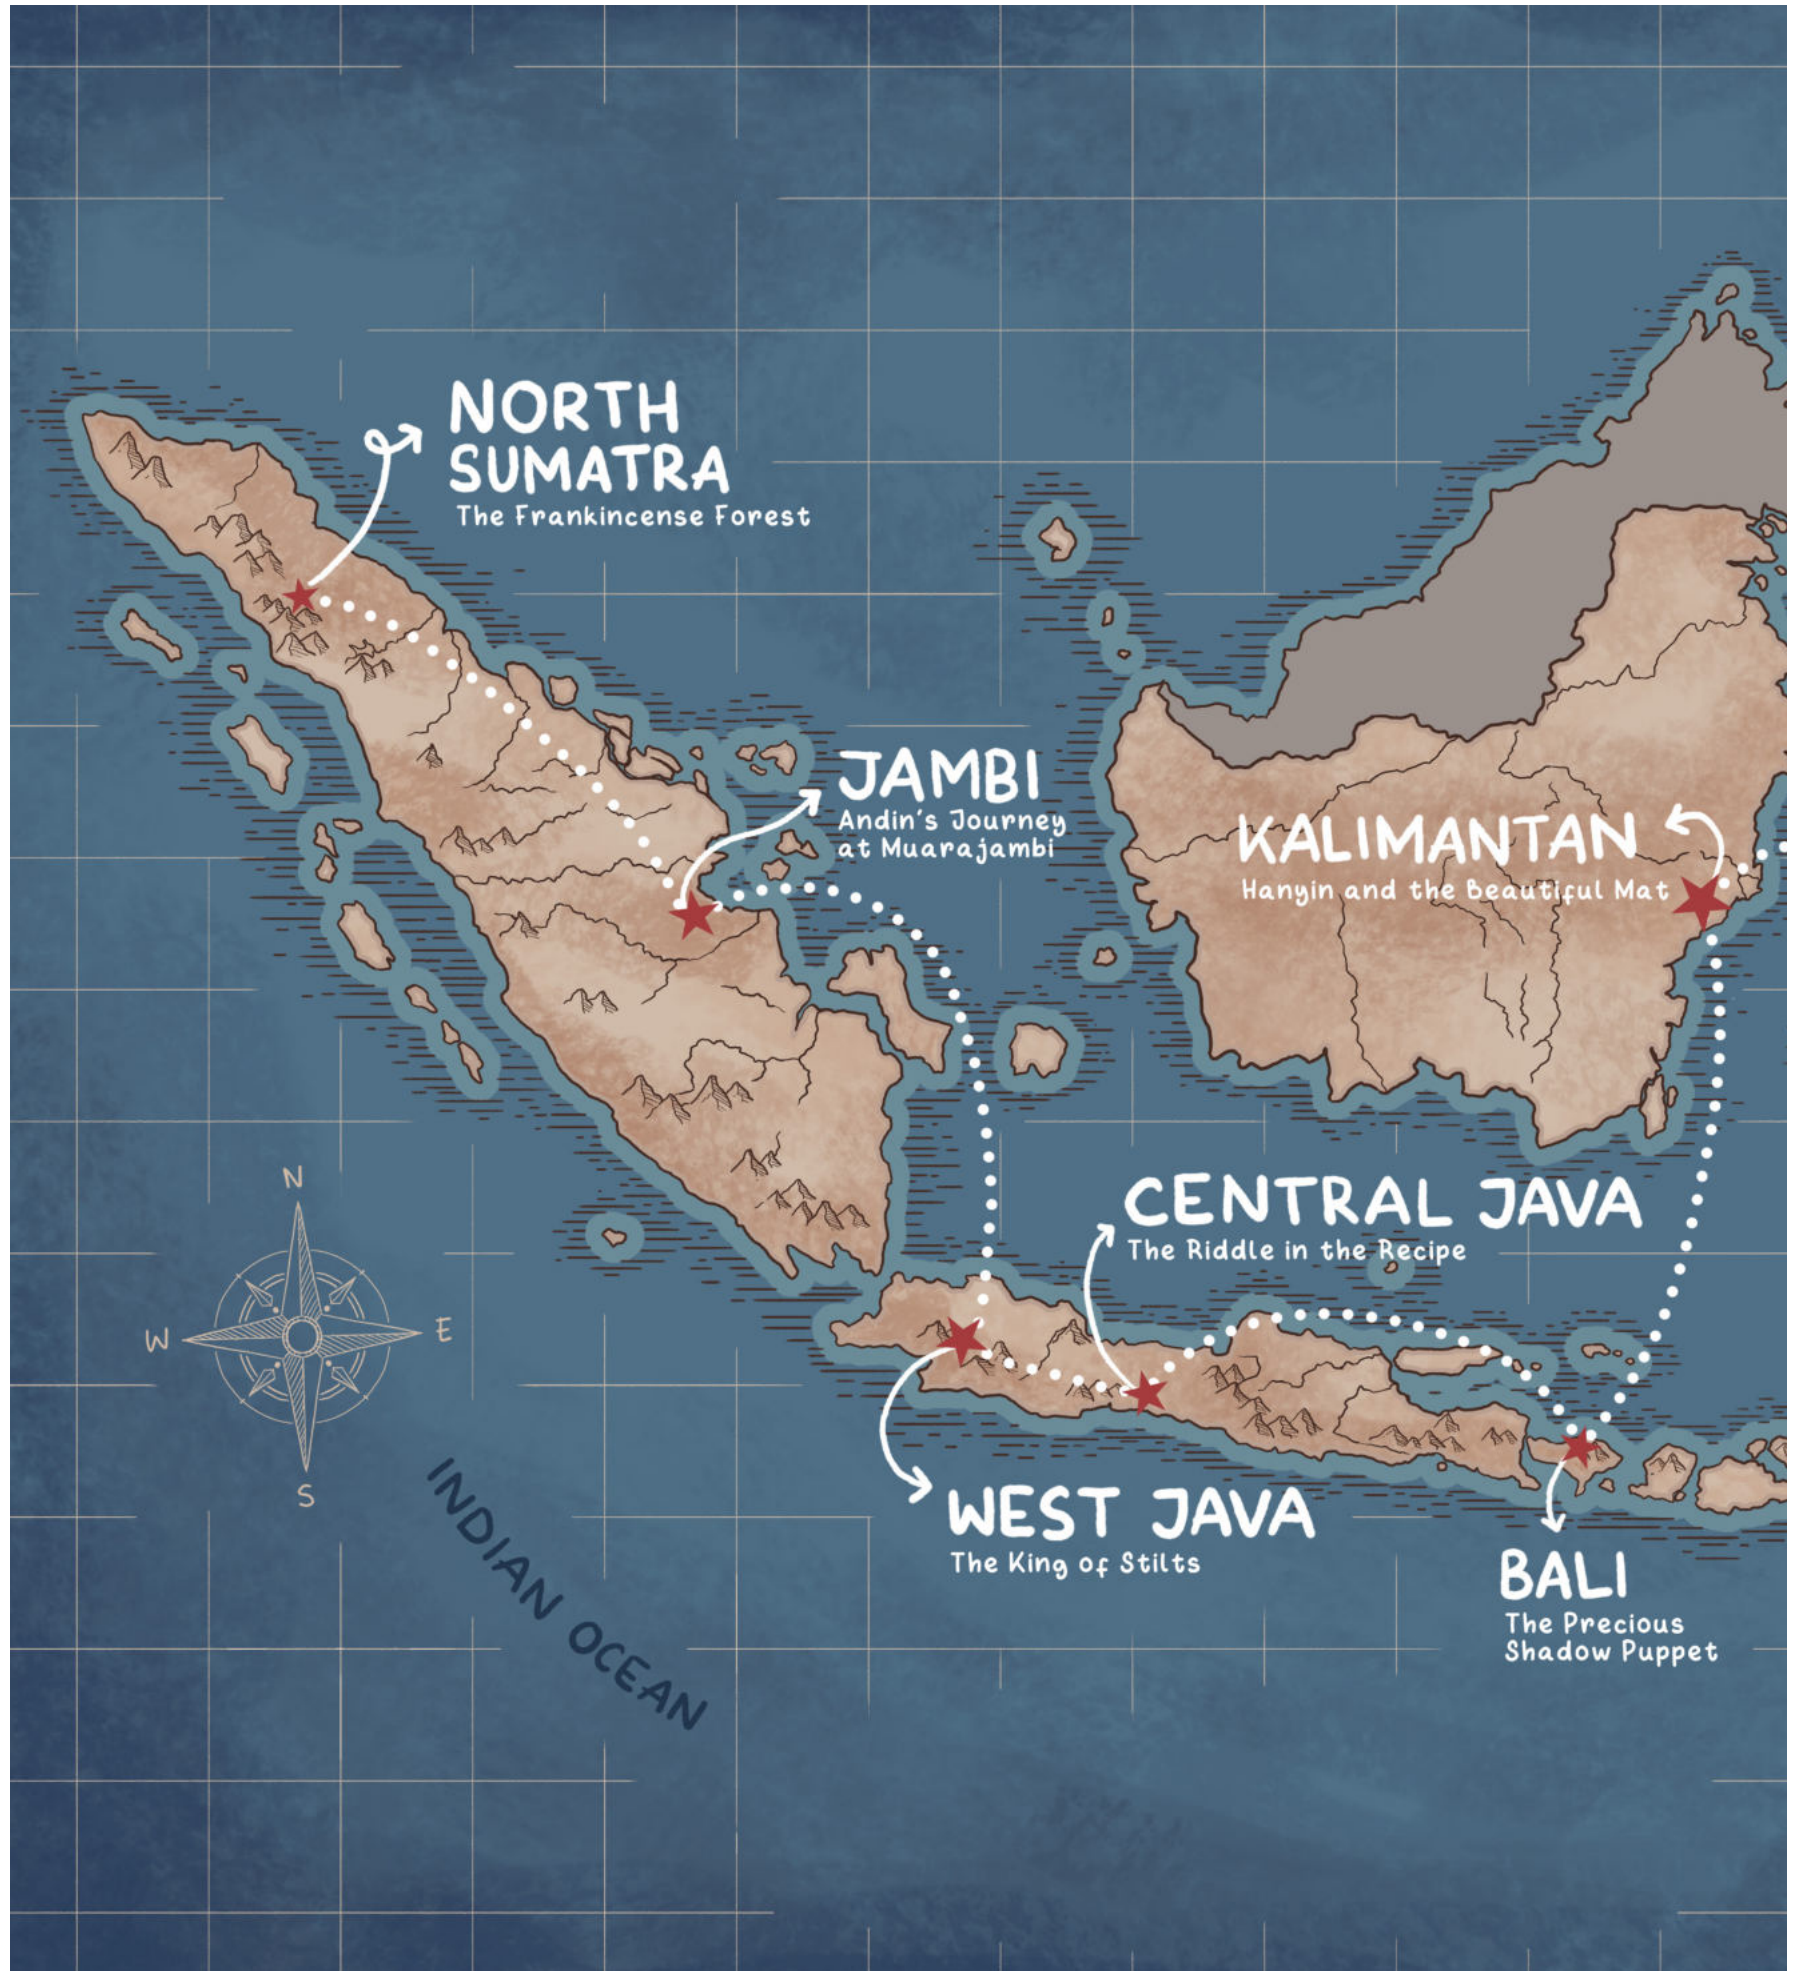 NORTH
SUMATRA
The Frankincense Forest
JAMBI
Andin's Journey
at Muarajambi
KALIMANTAN
Hanyin and the Beautiful Mat
CENTRAL JAVA
The Riddle in the Recipe
N
W
E
S
WEST JAVA
The King of Stilts
BALI
The Precious
Shadow Puppet
INDIAN OCEAN